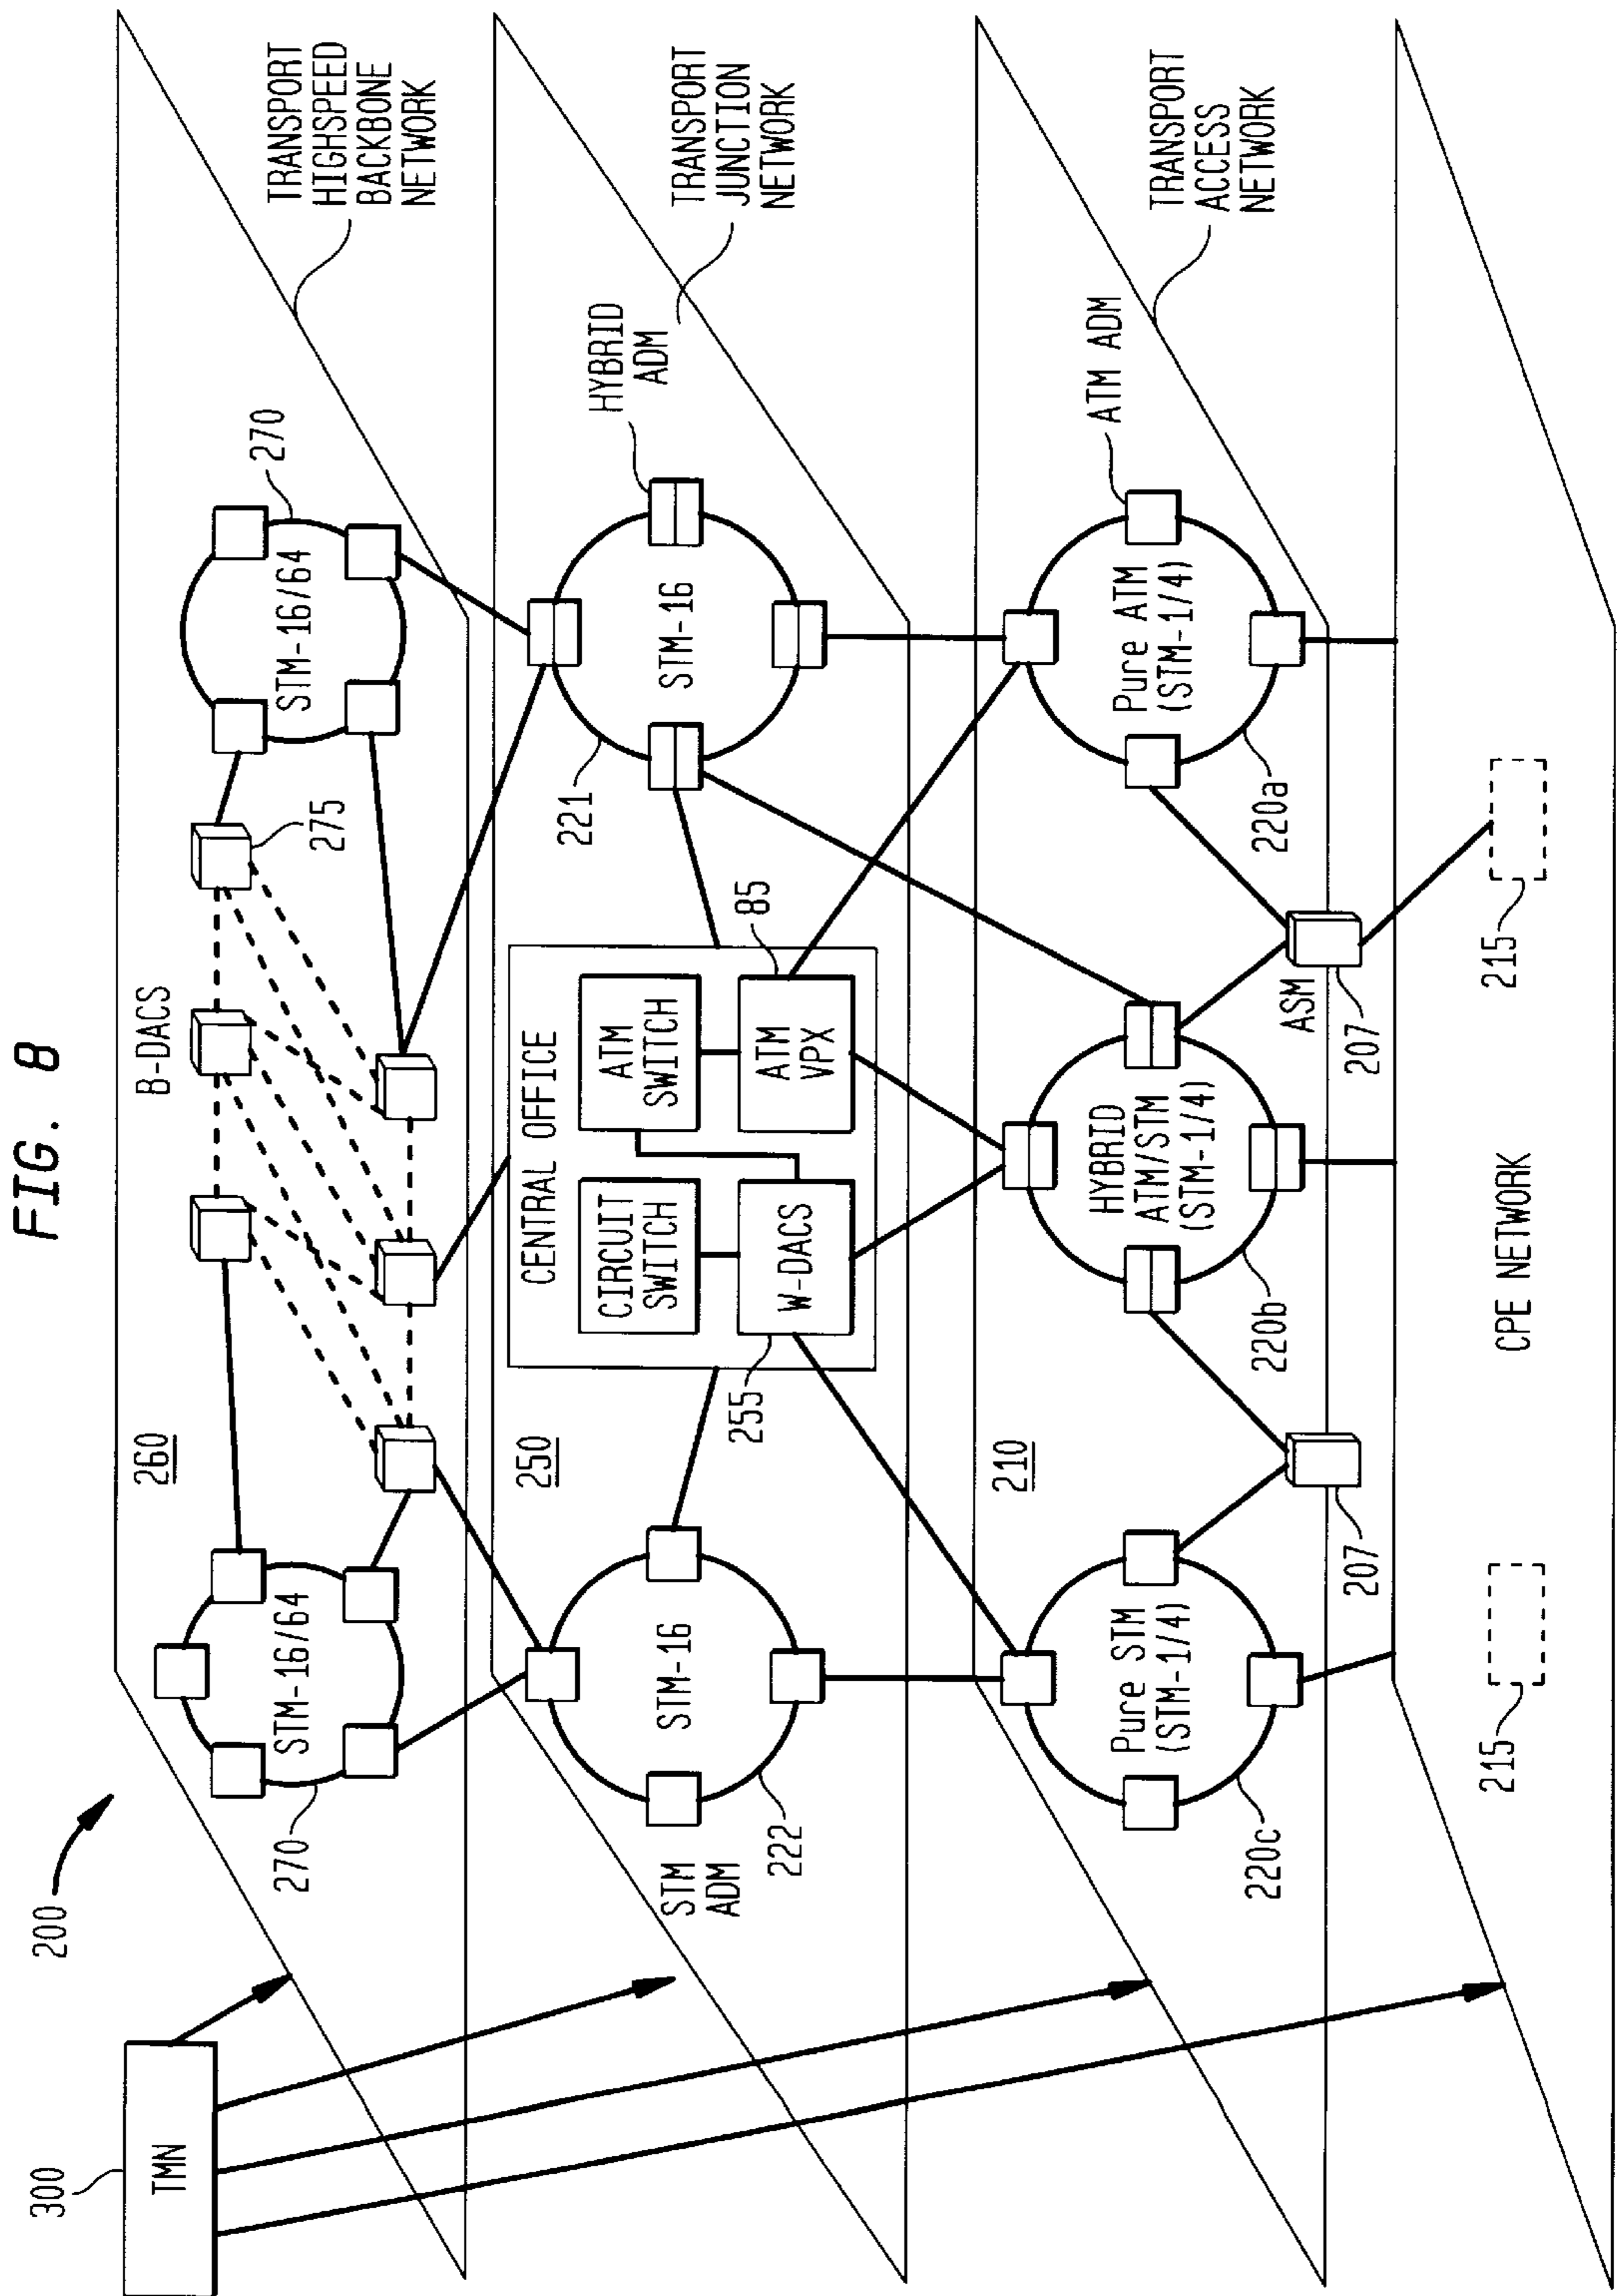 FIG. 8
200
300
TMN
260
270
STM-16/64
B-DACS
275
STM-16/64
270
TRANSPORT
HIGHSPEED
BACKBONE
NETWORK
250
STM
ADM
222
STM-16
255
CENTRAL OFFICE
CIRCUIT
SWITCH
ATM
SWITCH
W-DACS
ATM
VPX
85
221
STM-16
HYBRID
ADM
TRANSPORT
JUNCTION
NETWORK
210
220c
Pure STM
(STM-1/4)
207
220b
HYBRID
ATM/STM
(STM-1/4)
ASM
207
220a
Pure ATM
(STM-1/4)
ATM ADM
TRANSPORT
ACCESS
NETWORK
215
CPE NETWORK
215